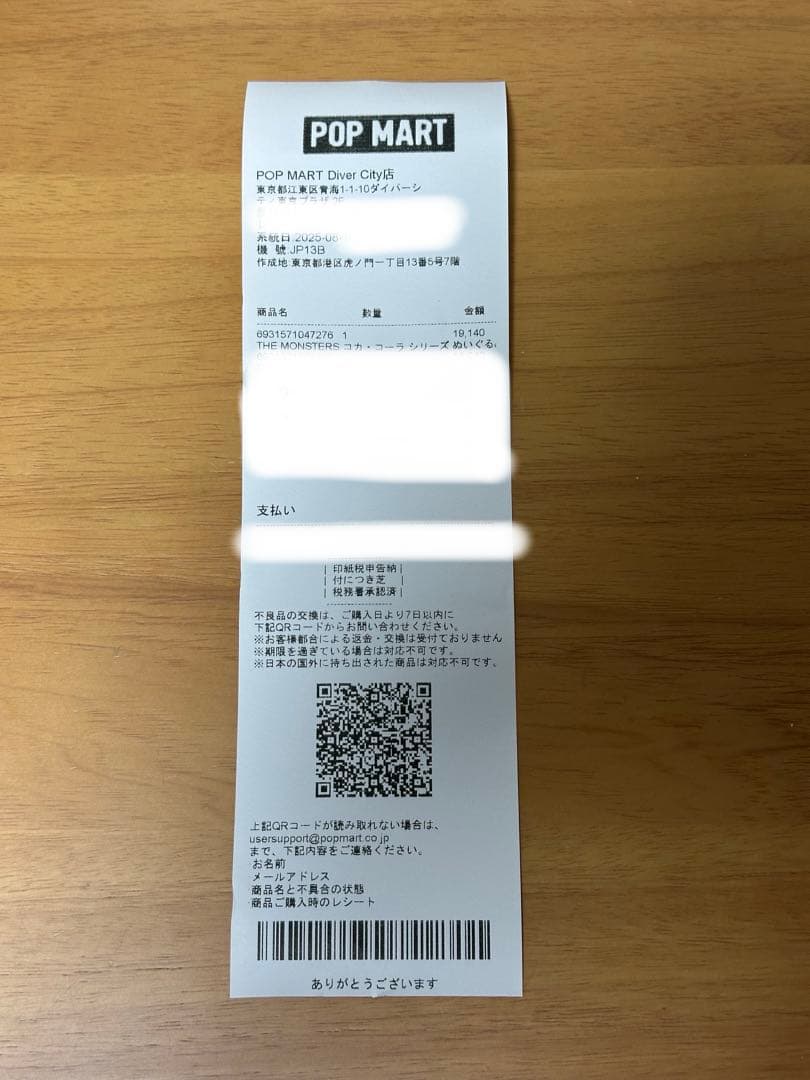 POP MART
POP MART Diver City店
東京都江東区青海1-1-10ダイバーシ
ティ東京プラザ 2F
系統日:2025-08-
機 號:JP13B
作成地:東京都港区虎ノ門一丁目13番5号7階
商品名 数量 金額
6931571047276 1 19,140
THE MONSTERS コカ・コーラ シリーズ ぬいぐる
支払い
| 印紙税申告納 |
| 付につき芝 |
| 税務署承認済 |
不良品の交換は、ご購入日より7日以内に
下記QRコードからお問い合わせください。
※お客様都合による返金・交換は受付ておりません
※期限を過ぎている場合は対応不可です。
※日本の国外に持ち出された商品は対応不可です。
上記QRコードが読み取れない場合は、
usersupport@popmart.co.jp
まで、下記内容をご連絡ください。
·お名前
·メールアドレス
·商品名と不具合の状態
·商品ご購入時のレシート
ありがとうございます